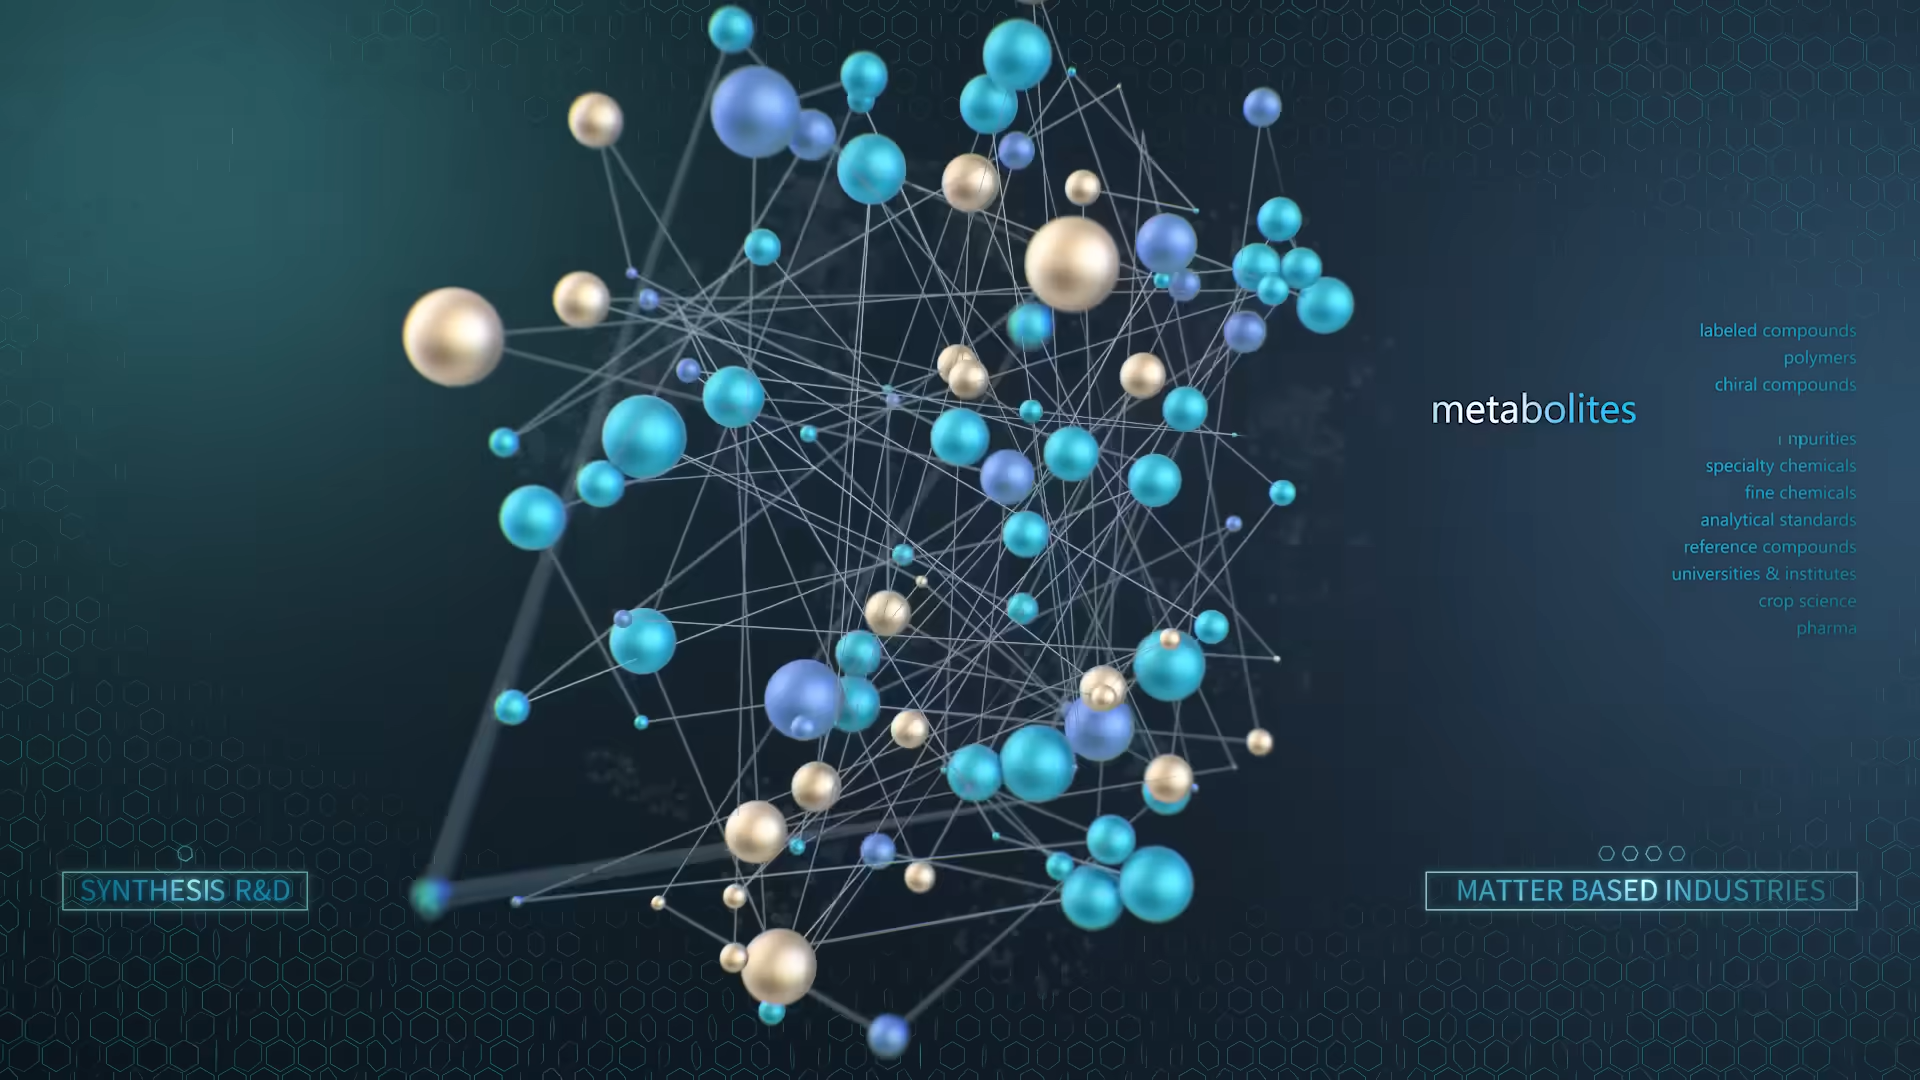 labeled compounds
polymers
chiral compounds
metabolites
npurities
specialty chemicals
fine chemicals
analytical standards
reference compounds
universities & institutes
crop science
pharma
SYNTHESIS R&D
MATTER BASED INDUSTRIES